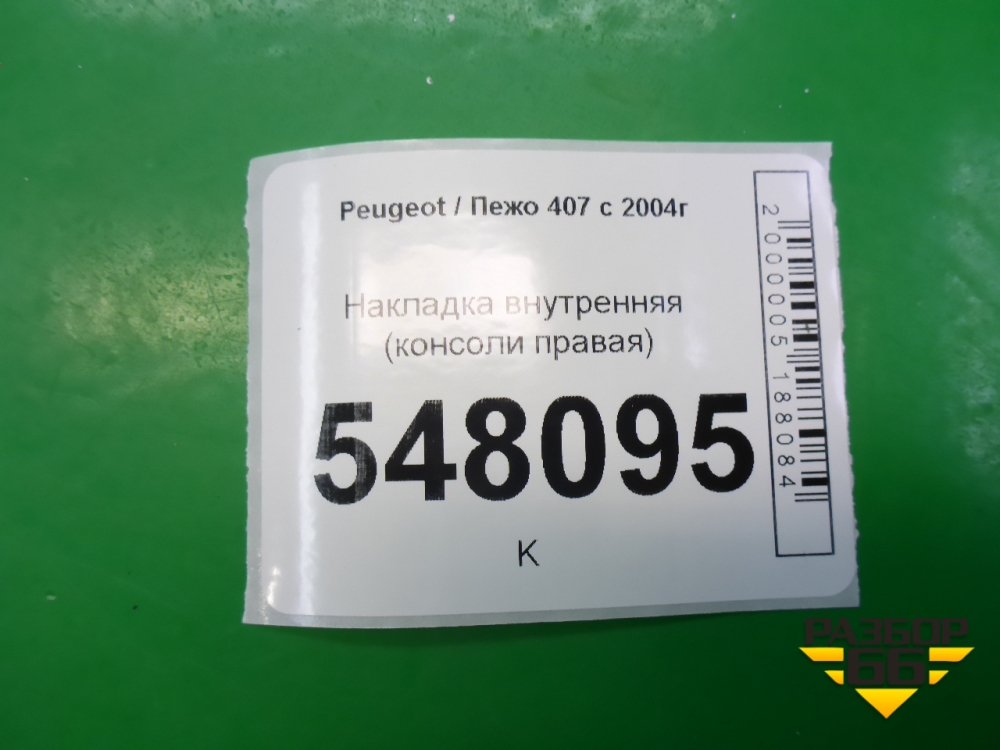 Peugeot / Пежо 407 с 2004г
Накладка внутренняя
(консоли правая)
548095
К
2000005188084
РАЗБОР
66